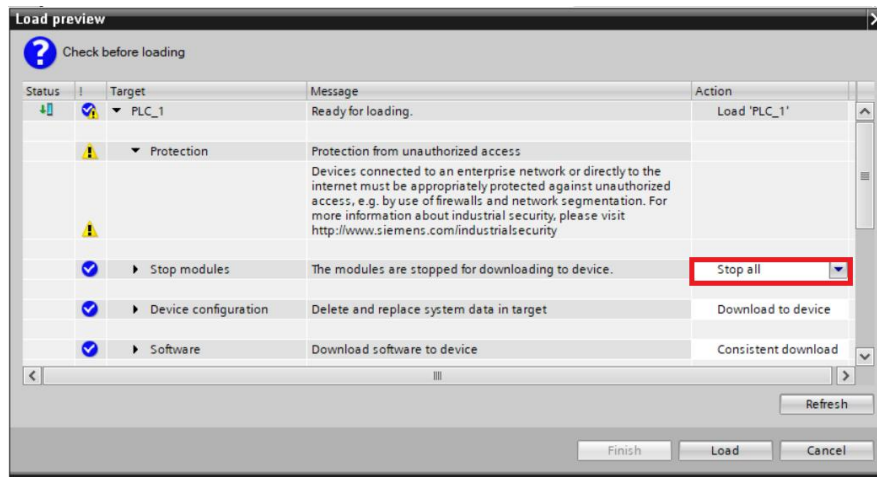 Load preview
Check before loading
Status ! Target Message Action
PLC_1 Ready for loading. Load 'PLC_1'
Protection Protection from unauthorized access
Devices connected to an enterprise network or directly to the
internet must be appropriately protected against unauthorized
access, e.g. by use of firewalls and network segmentation. For
more information about industrial security, please visit
http://www.siemens.com/industrialsecurity
Stop modules The modules are stopped for downloading to device. Stop all
Device configuration Delete and replace system data in target Download to device
Software Download software to device Consistent download
Refresh
Finish Load Cancel